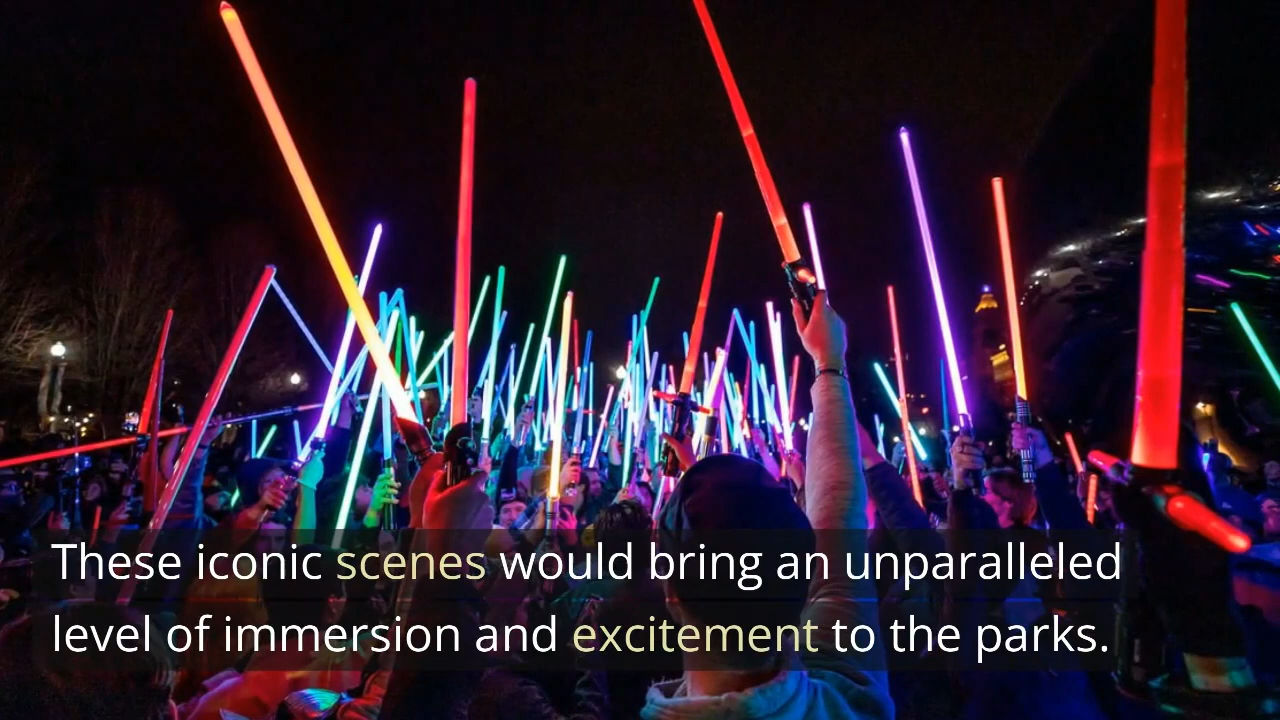 These iconic scenes would bring an unparalleled
level of immersion and excitement to the parks.